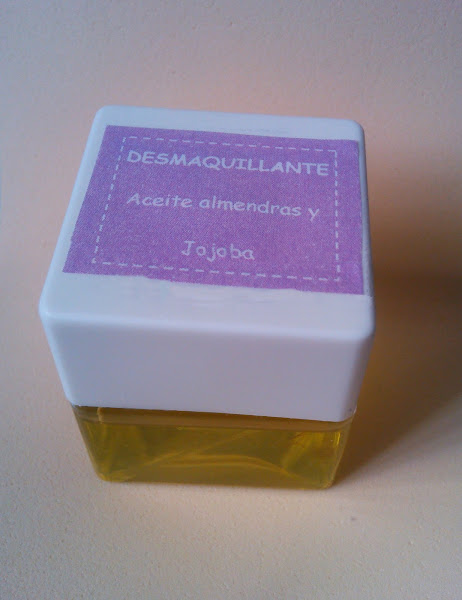 DESMAQUILLANTE
Aceite almendras y
Jojoba